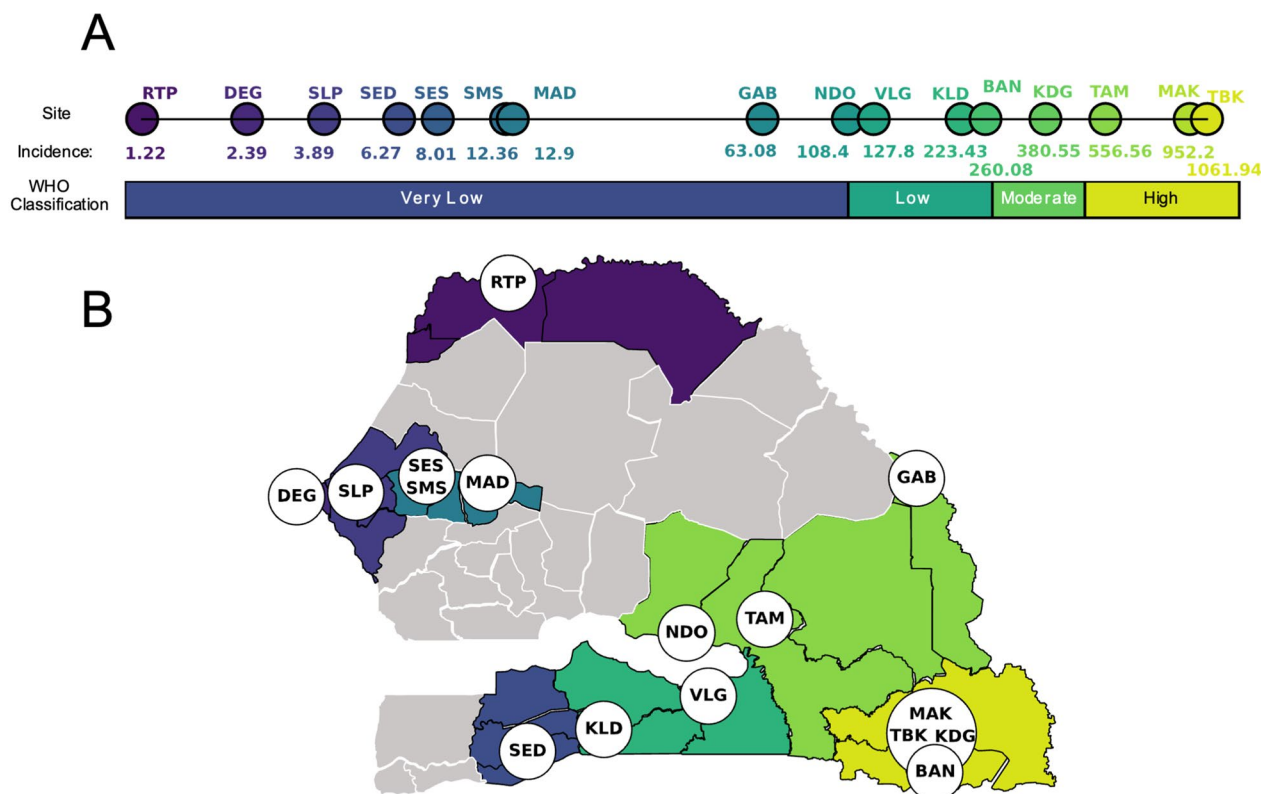 A
RTP DEG SLP SED SES SMS MAD GAB NDO VLG KLD BAN KDG TAM MAK TBK
Site
Incidence: 1.22 2.39 3.89 6.27 8.01 12.36 12.9 63.08 108.4 127.8 223.43 260.08 380.55 556.56 952.2 1061.94
WHO
Classification
Very Low Low Moderate High
B
RTP
SES
SMS
MAD
DEG
SLP
GAB
NDO
TAM
VLG
KLD
SED
MAK
TBK KDG
BAN